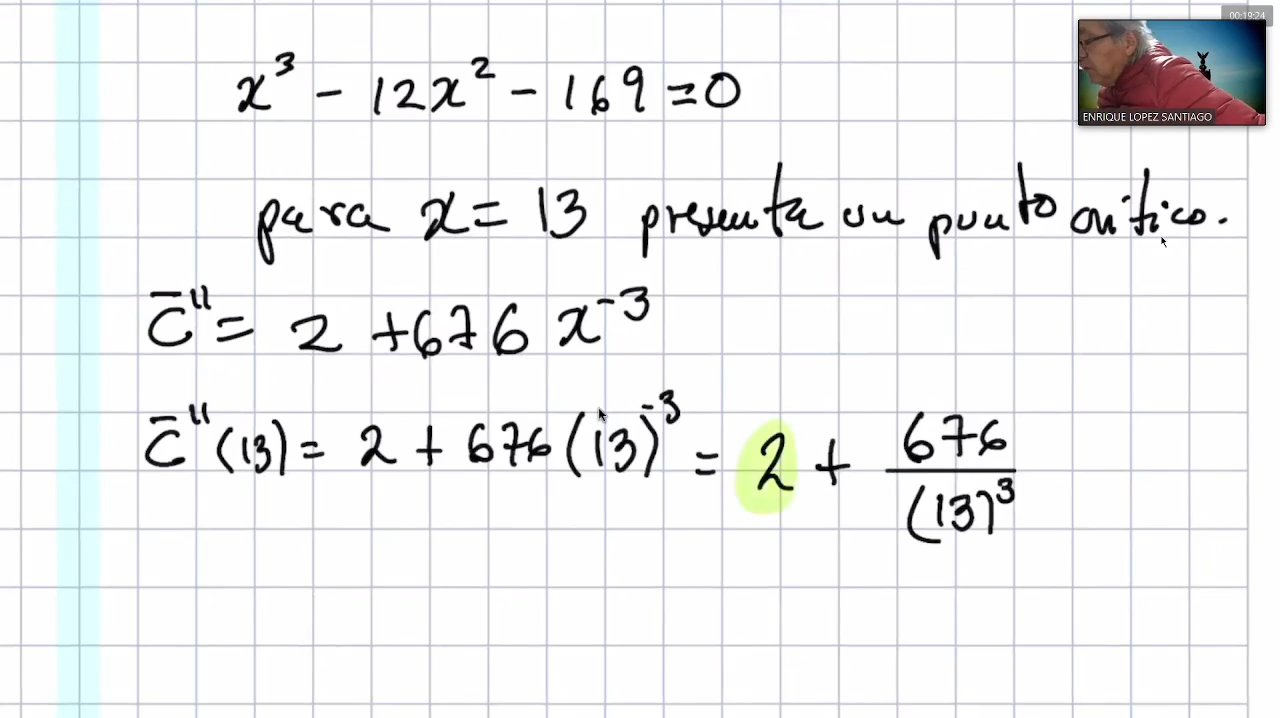 00:19:24
ENRIQUE LOPEZ SANTIAGO
x³ - 12x² - 169 = 0
para x = 13 presenta un punto crítico.
C̄'' = 2 + 676 x⁻³
C̄''(13) = 2 + 676 (13)⁻³ = 2 + 676/(13)³